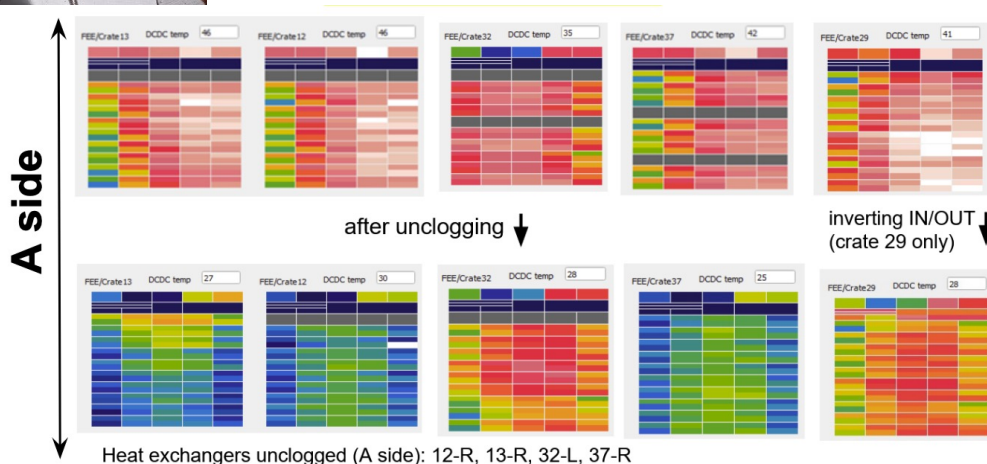 A side
FEE/Crate13 DCDC temp 46
FEE/Crate12 DCDC temp 46
FEE/Crate32 DCDC temp 35
FEE/Crate37 DCDC temp 42
FEE/Crate29 DCDC temp 41
after unclogging
inverting IN/OUT
(crate 29 only)
FEE/Crate13 DCDC temp 27
FEE/Crate12 DCDC temp 30
FEE/Crate32 DCDC temp 28
FEE/Crate37 DCDC temp 25
FEE/Crate29 DCDC temp 28
Heat exchangers unclogged (A side): 12-R, 13-R, 32-L, 37-R